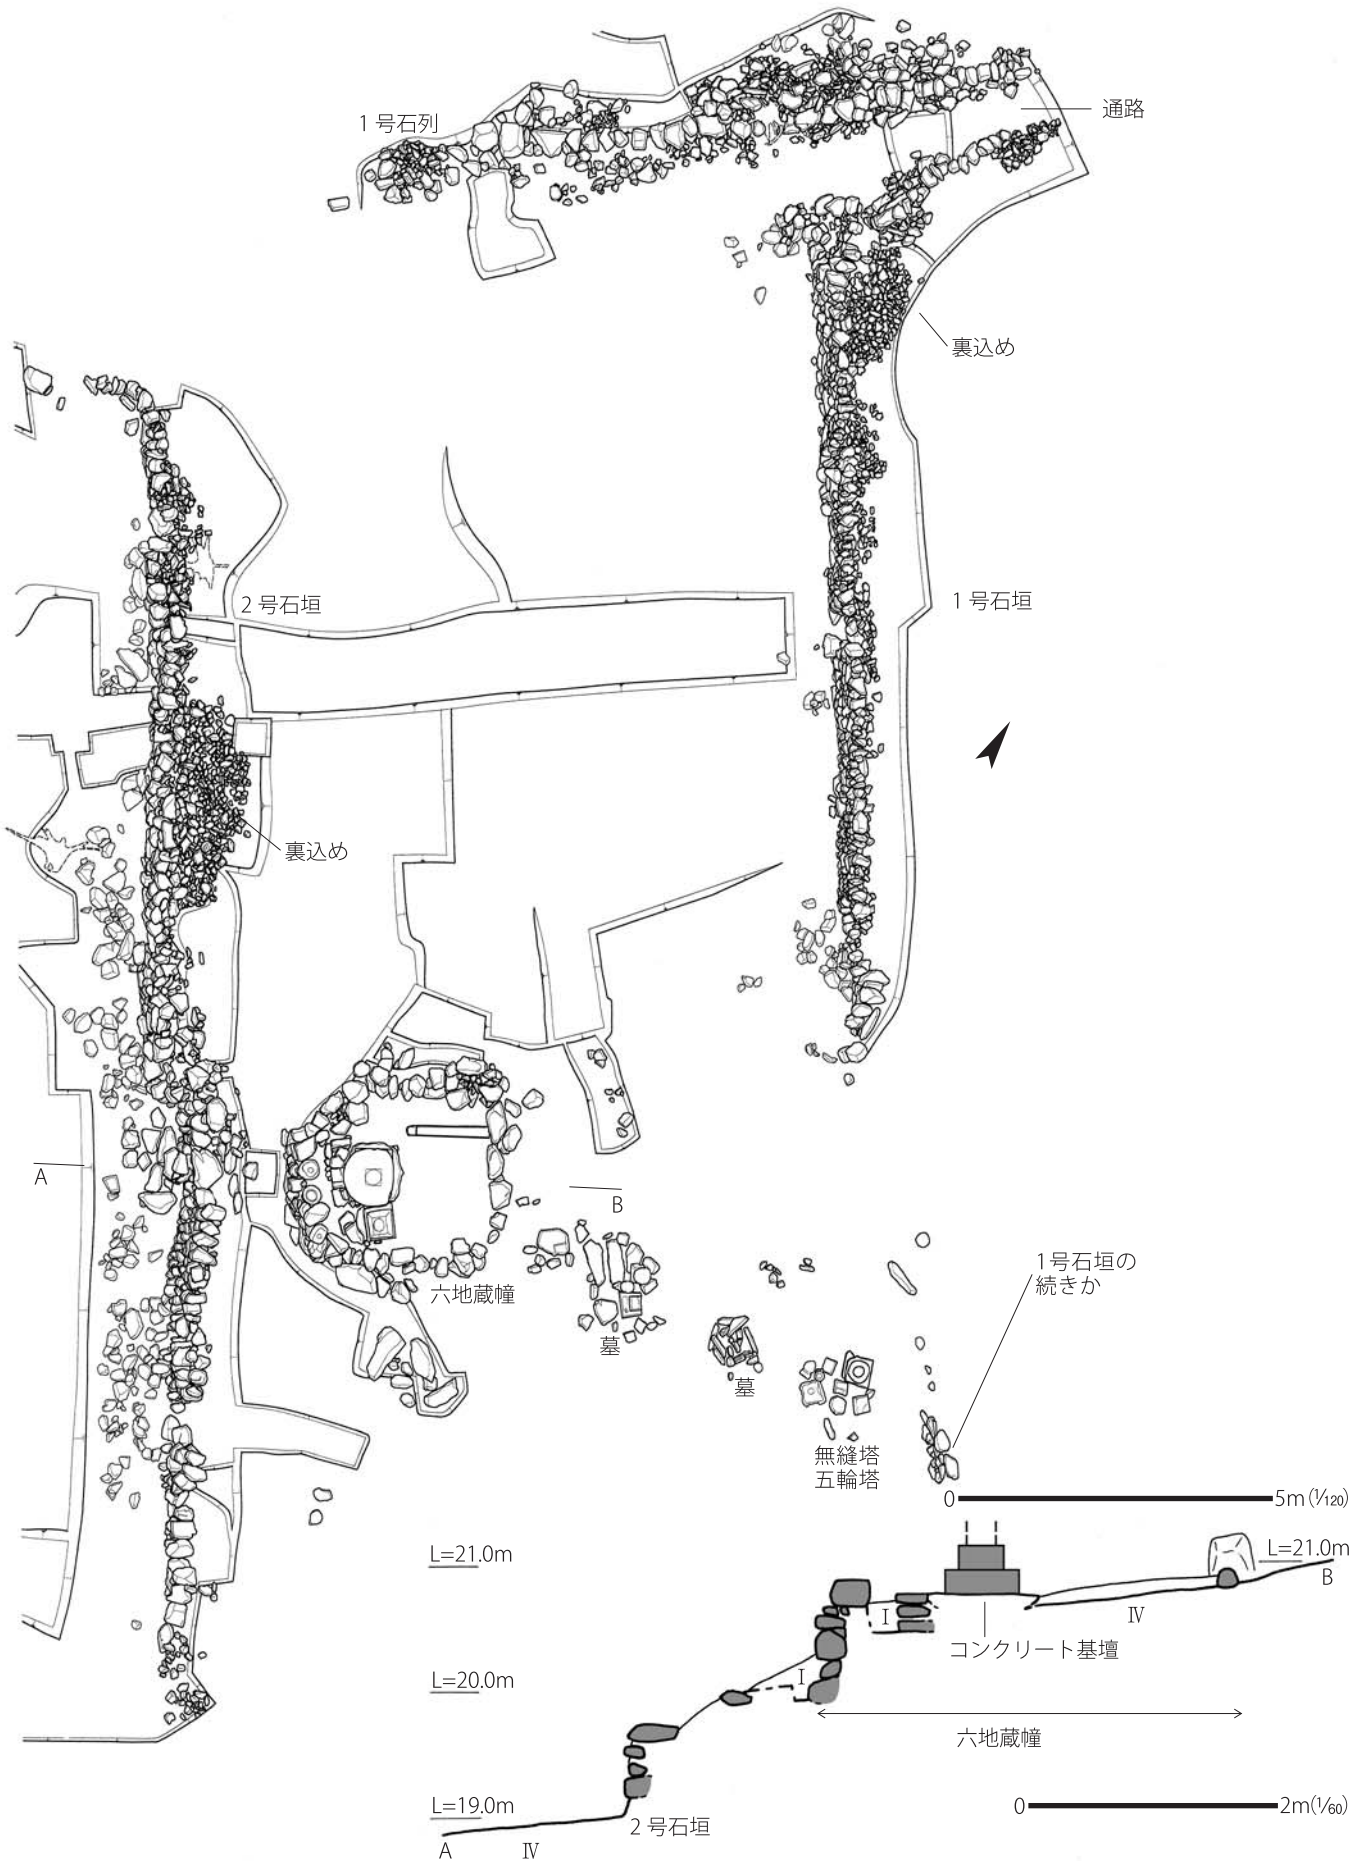 1号石列
通路
裏込め
2号石垣
1号石垣
裏込め
A
B
六地蔵幢
墓
墓
1号石垣の
続きか
無縫塔
五輪塔
0 5m(1/120)
L=21.0m
L=21.0m
B
I
IV
コンクリート基壇
L=20.0m
I
六地蔵幢
L=19.0m
0 2m(1/60)
2号石垣
A
IV